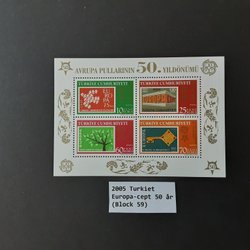 AVRUPA PULLARININ 50. YILDÖNÜMÜ
TÜRKİYE CUMHURİYETİ
TÜRKİYE CUMHURİYETİ
EUROPA
TÜRKİYE CUMHURİYETİ
TÜRKİYE CUMHURİYETİ
2005 Turkiet
Europa-cept 50 år
(Block 59)